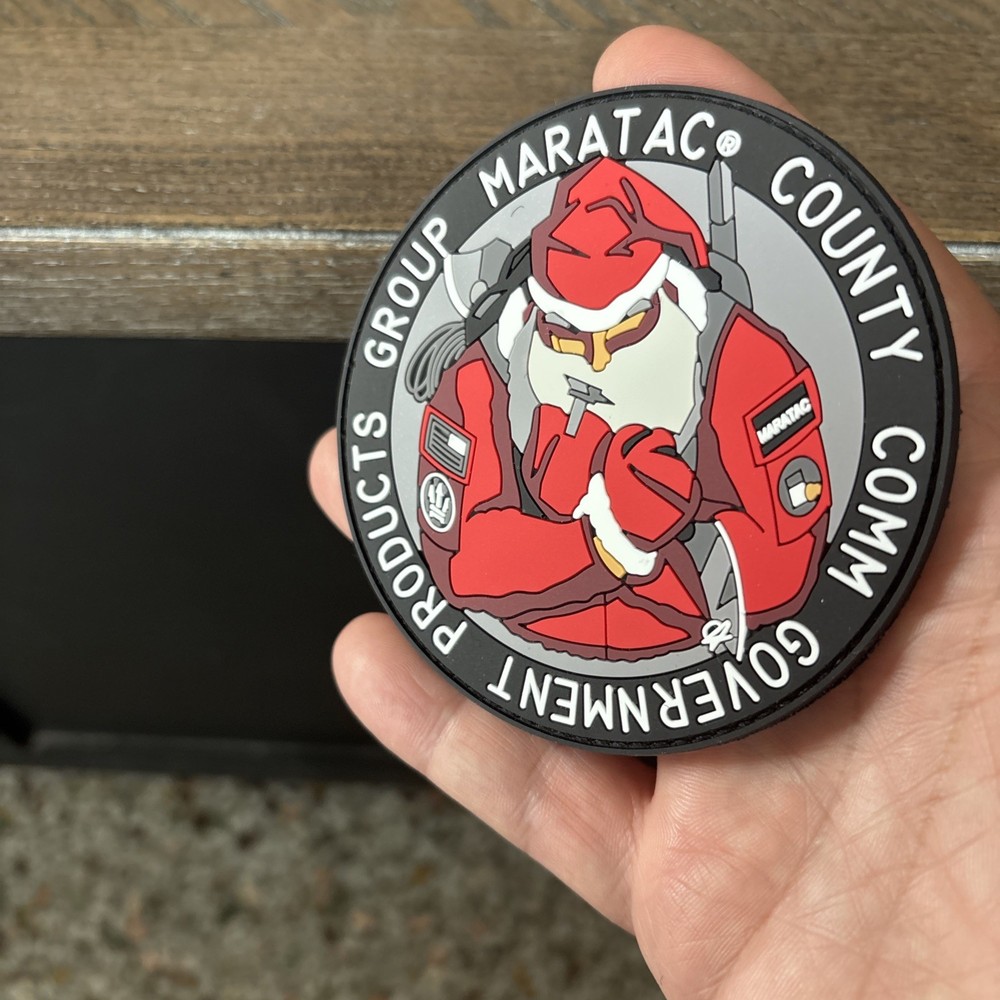 MARATAC® COUNTY COMM GOVERNMENT PRODUCTS GROUP
MARATAC